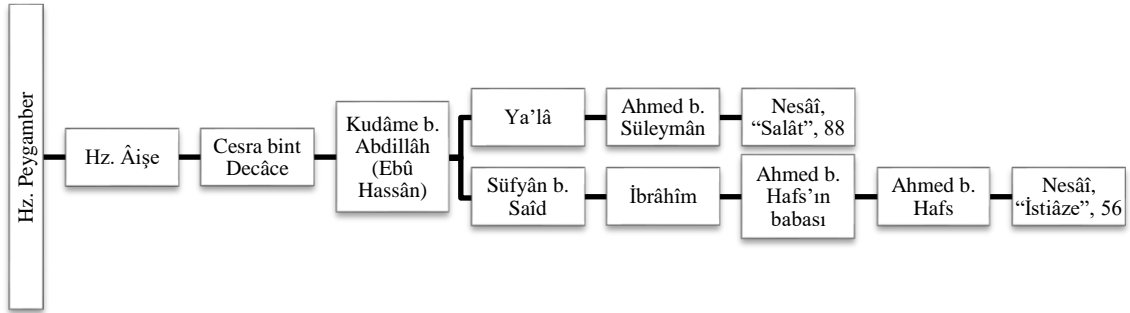 Hz. Peygamber
Hz. Âişe
Cesra bint
Decâce
Kudâme b.
Abdillâh
(Ebû
Hassân)
Ya’lâ
Ahmed b.
Süleymân
Nesâî,
“Salât”, 88
Süfyân b.
Saîd
İbrâhîm
Ahmed b.
Hafs’ın
babası
Ahmed b.
Hafs
Nesâî,
“İstiâze”, 56